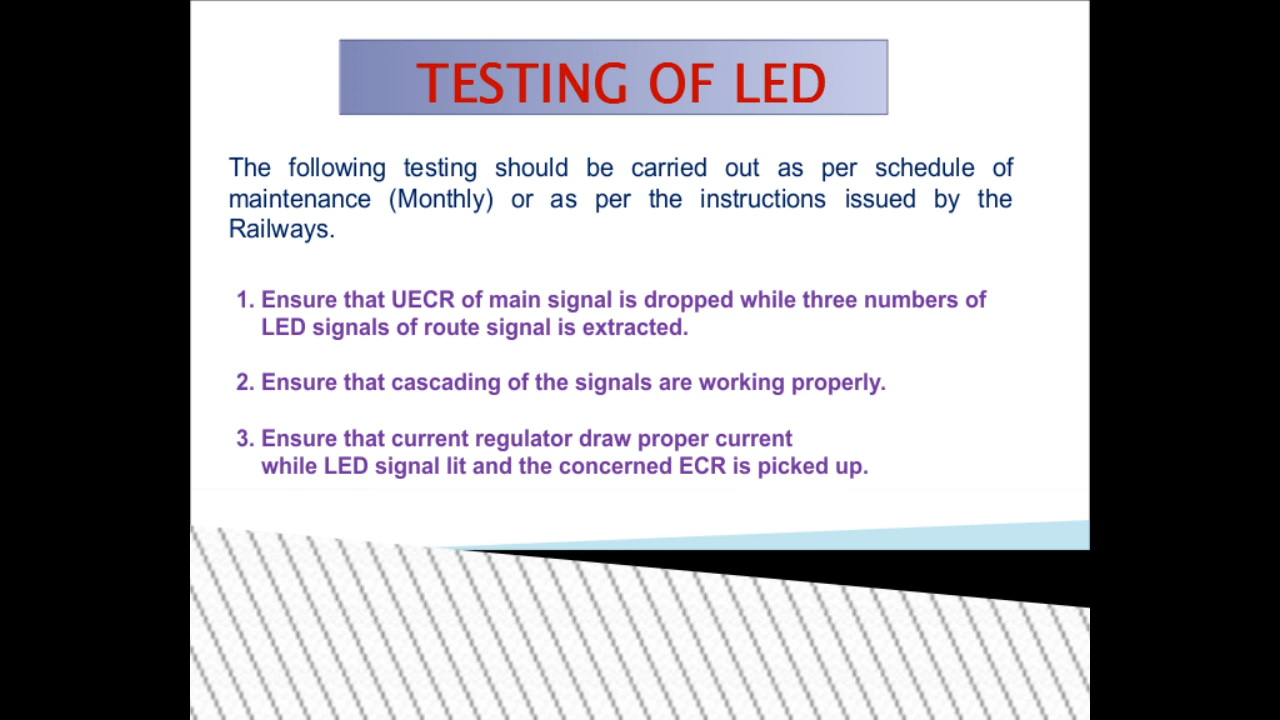 TESTING OF LED
The following testing should be carried out as per schedule of
maintenance (Monthly) or as per the instructions issued by the
Railways.
1. Ensure that UECR of main signal is dropped while three numbers of
LED signals of route signal is extracted.
2. Ensure that cascading of the signals are working properly.
3. Ensure that current regulator draw proper current
while LED signal lit and the concerned ECR is picked up.